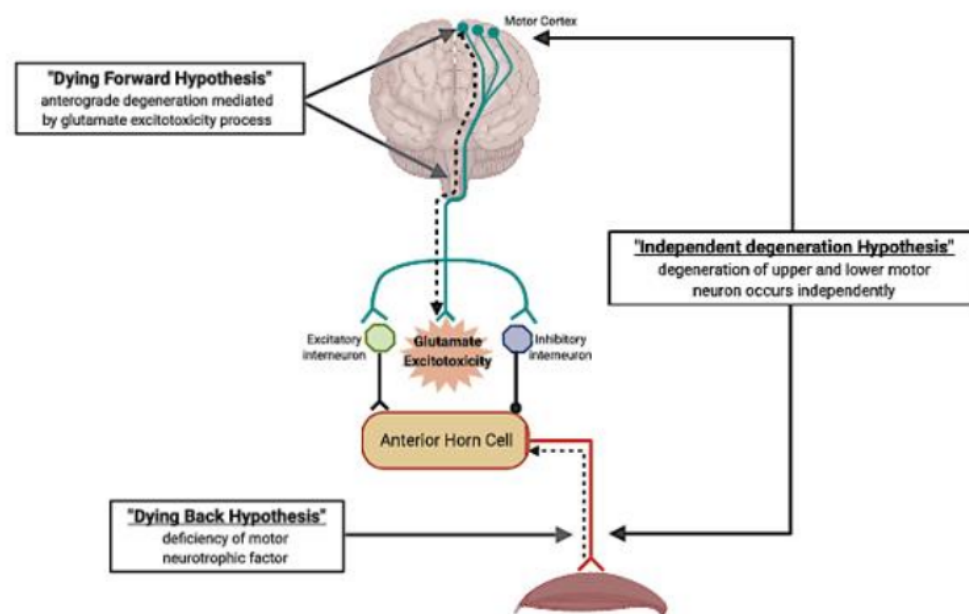 Motor Cortex
"Dying Forward Hypothesis"
anterograde degeneration mediated
by glutamate excitotoxicity process
"Independent degeneration Hypothesis"
degeneration of upper and lower motor
neuron occurs independently
Excitatory
interneuron
Glutamate
Excitotoxicity
Inhibitory
interneuron
Anterior Horn Cell
"Dying Back Hypothesis"
deficiency of motor
neurotrophic factor